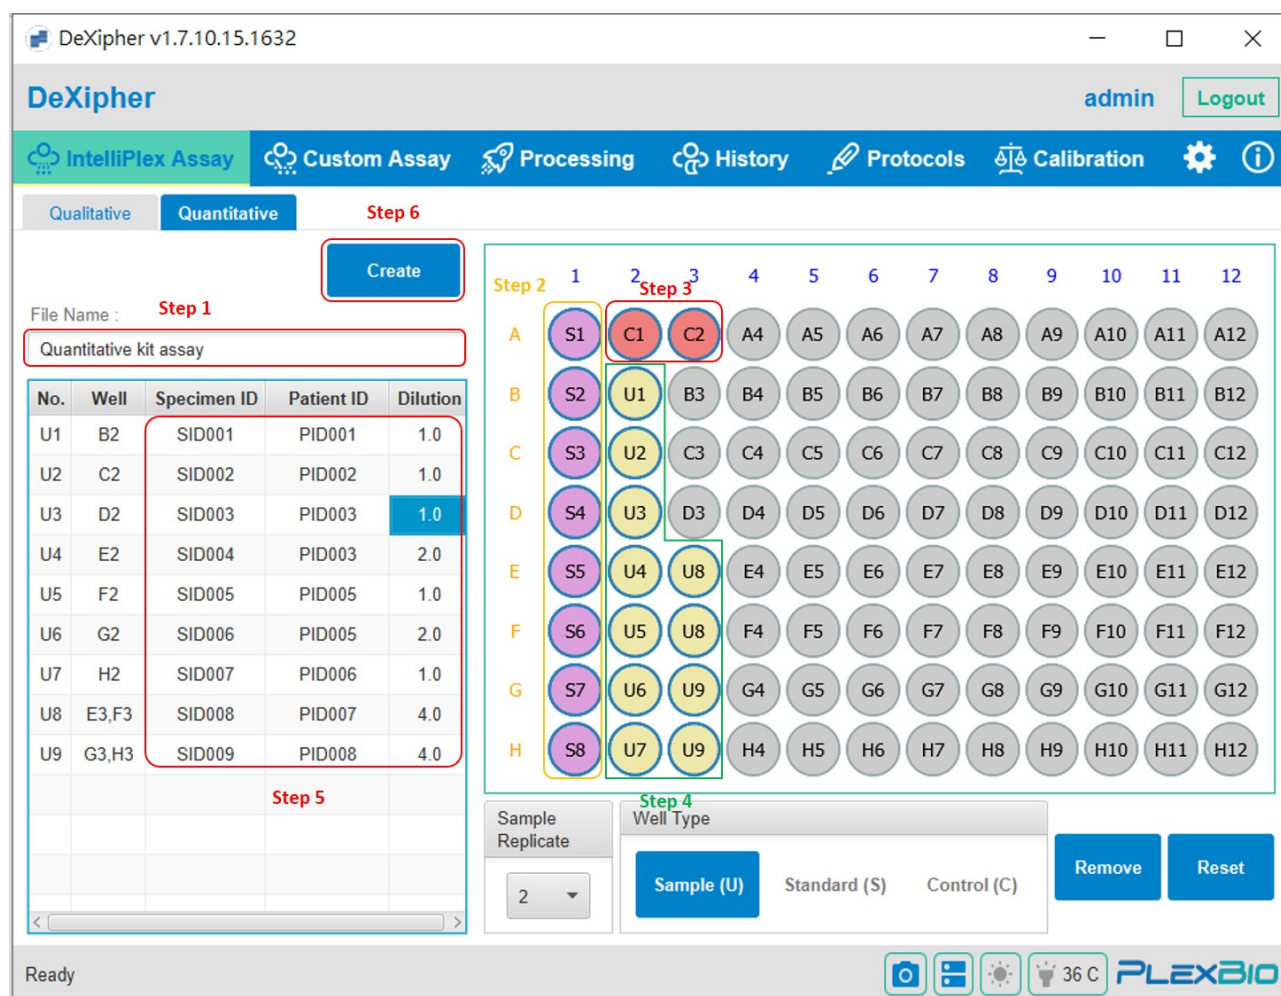 DeXipher v1.7.10.15.1632
DeXipher admin Logout
IntelliPlex Assay Custom Assay Processing History Protocols Calibration
Qualitative Quantitative Step 6
Create
File Name : Step 1
Quantitative kit assay
No. Well Specimen ID Patient ID Dilution
U1 B2 SID001 PID001 1.0
U2 C2 SID002 PID002 1.0
U3 D2 SID003 PID003 1.0
U4 E2 SID004 PID003 2.0
U5 F2 SID005 PID005 1.0
U6 G2 SID006 PID005 2.0
U7 H2 SID007 PID006 1.0
U8 E3,F3 SID008 PID007 4.0
U9 G3,H3 SID009 PID008 4.0
Step 5
Step 2 1 2 3 4 5 6 7 8 9 10 11 12
Step 3
A S1 C1 C2 A4 A5 A6 A7 A8 A9 A10 A11 A12
B S2 U1 B3 B4 B5 B6 B7 B8 B9 B10 B11 B12
C S3 U2 C3 C4 C5 C6 C7 C8 C9 C10 C11 C12
D S4 U3 D3 D4 D5 D6 D7 D8 D9 D10 D11 D12
E S5 U4 U8 E4 E5 E6 E7 E8 E9 E10 E11 E12
F S6 U5 U8 F4 F5 F6 F7 F8 F9 F10 F11 F12
G S7 U6 U9 G4 G5 G6 G7 G8 G9 G10 G11 G12
H S8 U7 U9 H4 H5 H6 H7 H8 H9 H10 H11 H12
Step 4
Sample
Replicate
2
Well Type
Sample (U) Standard (S) Control (C)
Remove Reset
Ready 36 C PLEXBIO